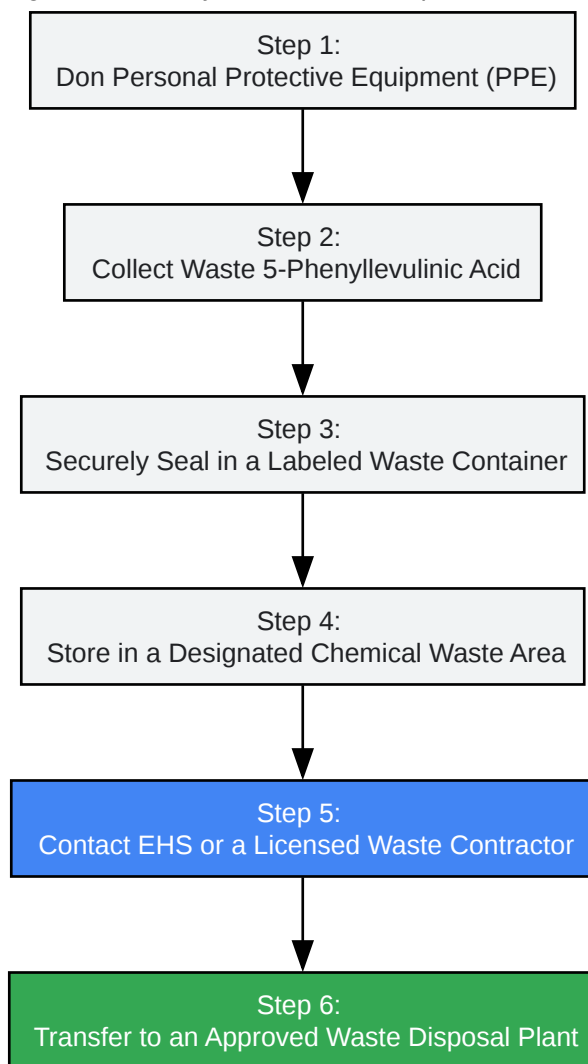 Step 1:
Don Personal Protective Equipment (PPE)
Step 2:
Collect Waste 5-Phenyllevulinic Acid
Step 3:
Securely Seal in a Labeled Waste Container
Step 4:
Store in a Designated Chemical Waste Area
Step 5:
Contact EHS or a Licensed Waste Contractor
Step 6:
Transfer to an Approved Waste Disposal Plant